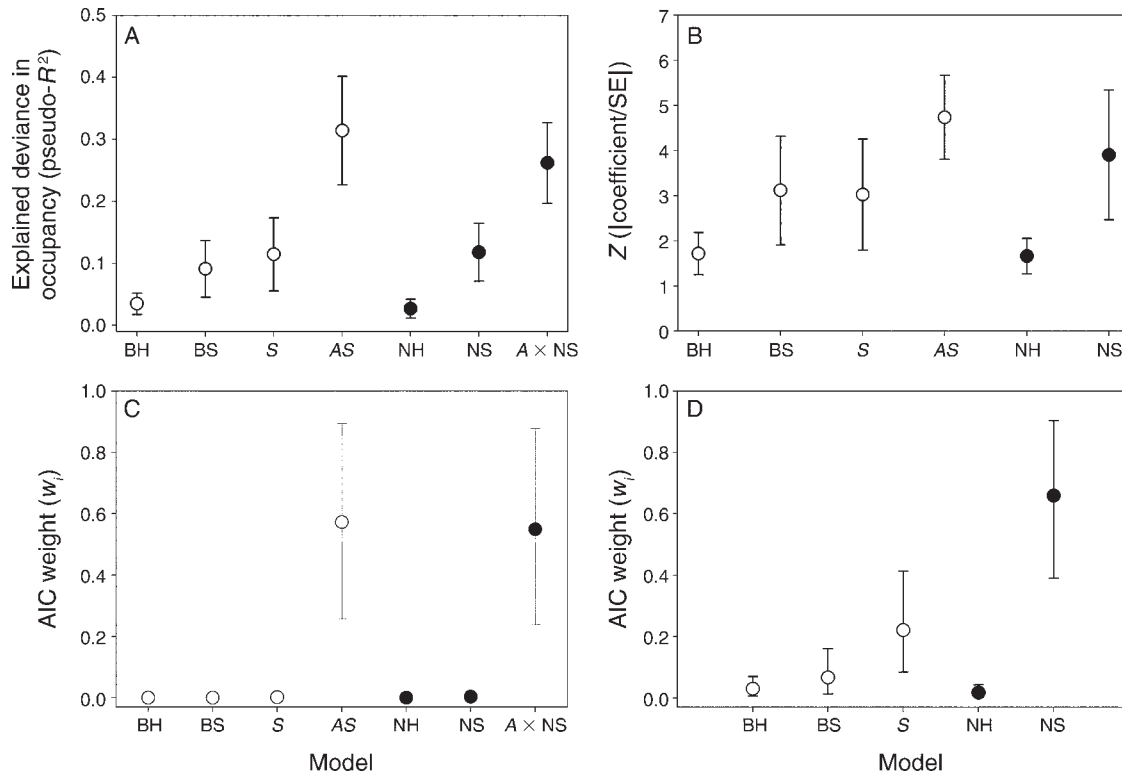 A
Explained deviance in
occupancy (pseudo-R²)
0.5
0.4
0.3
0.2
0.1
0.0
BH BS S AS NH NS A × NS
B
Z (|coefficient/SE|)
7
6
5
4
3
2
1
0
BH BS S AS NH NS
C
AIC weight (wᵢ)
1.0
0.8
0.6
0.4
0.2
0.0
BH BS S AS NH NS A × NS
Model
D
AIC weight (wᵢ)
1.0
0.8
0.6
0.4
0.2
0.0
BH BS S NH NS
Model